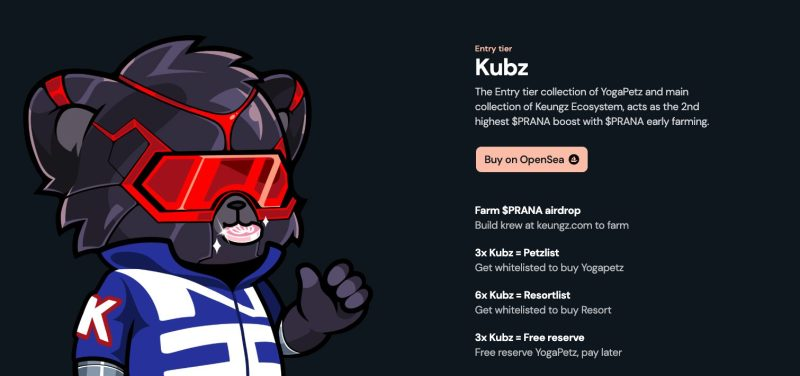 Entry tier
Kubz
The Entry tier collection of YogaPetz and main
collection of Keungz Ecosystem, acts as the 2nd
highest $PRANA boost with $PRANA early farming.
Buy on OpenSea
Farm $PRANA airdrop
Build krew at keungz.com to farm
3x Kubz = Petzlist
Get whitelisted to buy Yogapetz
6x Kubz = Resortlist
Get whitelisted to buy Resort
3x Kubz = Free reserve
Free reserve YogaPetz, pay later
K